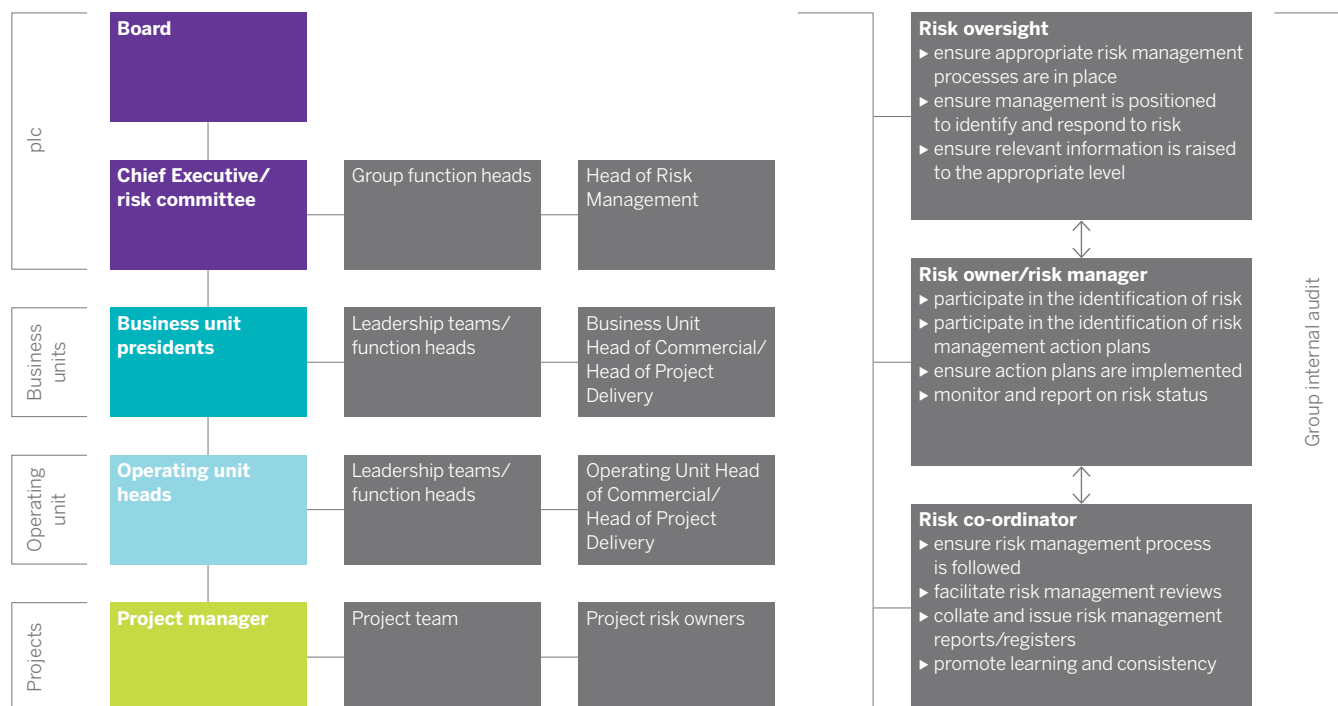 plc
Board
Chief Executive/
risk committee
Group function heads
Head of Risk
Management
Business
units
Business unit
presidents
Leadership teams/
function heads
Business Unit
Head of Commercial/
Head of Project
Delivery
Operating
unit
Operating unit
heads
Leadership teams/
function heads
Operating Unit Head
of Commercial/
Head of Project
Delivery
Projects
Project manager
Project team
Project risk owners
Risk oversight
▸ ensure appropriate risk management
processes are in place
▸ ensure management is positioned
to identify and respond to risk
▸ ensure relevant information is raised
to the appropriate level
Risk owner/risk manager
▸ participate in the identification of risk
▸ participate in the identification of risk
management action plans
▸ ensure action plans are implemented
▸ monitor and report on risk status
Risk co-ordinator
▸ ensure risk management process
is followed
▸ facilitate risk management reviews
▸ collate and issue risk management
reports/registers
▸ promote learning and consistency
Group internal audit